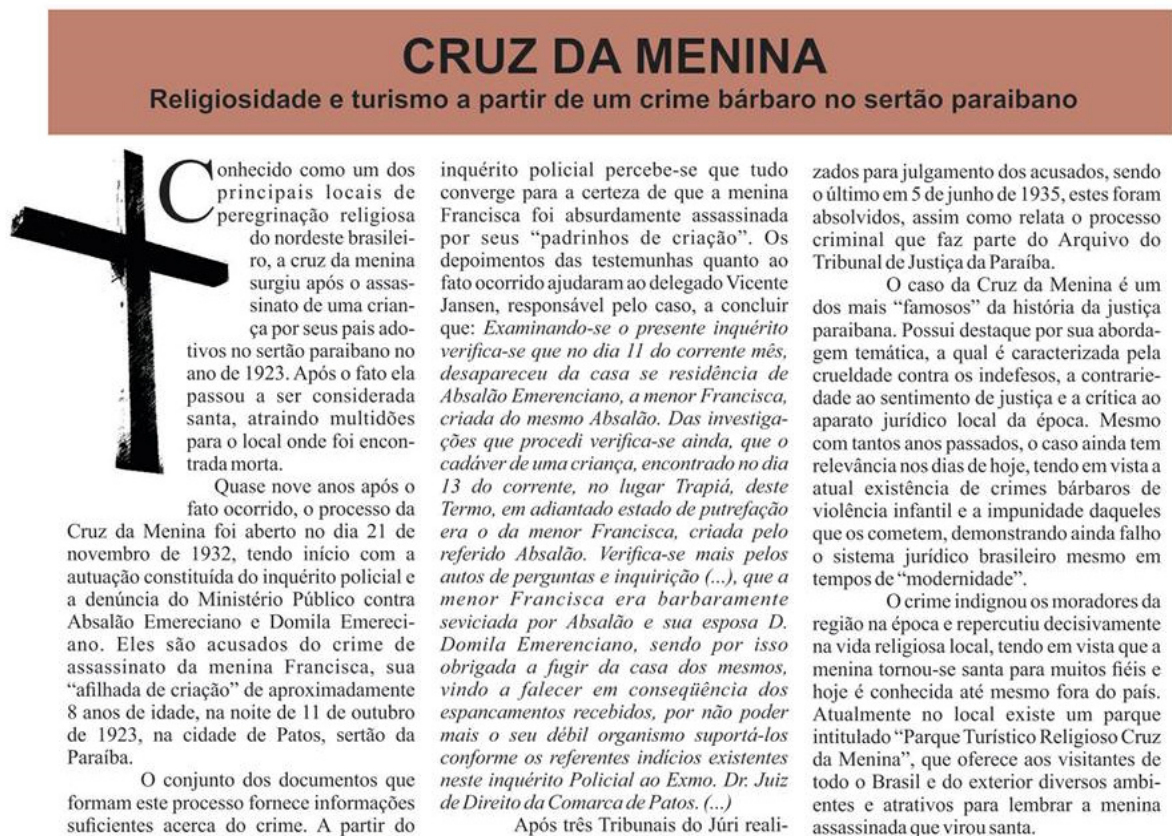 CRUZ DA MENINA
Religiosidade e turismo a partir de um crime bárbaro no sertão paraibano
Conhecido como um dos
principais locais de
peregrinação religiosa
do nordeste brasilei-
ro, a cruz da menina
surgiu após o assas-
sinato de uma crian-
ça por seus pais ado-
tivos no sertão paraibano no
ano de 1923. Após o fato ela
passou a ser considerada
santa, atraindo multidões
para o local onde foi encon-
trada morta.
Quase nove anos após o
fato ocorrido, o processo da
Cruz da Menina foi aberto no dia 21 de
novembro de 1932, tendo início com a
autuação constituída do inquérito policial e
a denúncia do Ministério Público contra
Absalão Emereciano e Domila Emereci-
ano. Eles são acusados do crime de
assassinato da menina Francisca, sua
“afilhada de criação” de aproximadamente
8 anos de idade, na noite de 11 de outubro
de 1923, na cidade de Patos, sertão da
Paraíba.
O conjunto dos documentos que
formam este processo fornece informações
suficientes acerca do crime. A partir do
inquérito policial percebe-se que tudo
converge para a certeza de que a menina
Francisca foi absurdamente assassinada
por seus “padrinhos de criação”. Os
depoimentos das testemunhas quanto ao
fato ocorrido ajudaram ao delegado Vicente
Jansen, responsável pelo caso, a concluir
que: Examinando-se o presente inquérito
verifica-se que no dia 11 do corrente mês,
desapareceu da casa se residência de
Absalão Emerenciano, a menor Francisca,
criada do mesmo Absalão. Das investiga-
ções que procedi verifica-se ainda, que o
cadáver de uma criança, encontrado no dia
13 do corrente, no lugar Trapiá, deste
Termo, em adiantado estado de putrefação
era o da menor Francisca, criada pelo
referido Absalão. Verifica-se mais pelos
autos de perguntas e inquirição (...), que a
menor Francisca era barbaramente
seviciada por Absalão e sua esposa D.
Domila Emerenciano, sendo por isso
obrigada a fugir da casa dos mesmos,
vindo a falecer em conseqüência dos
espancamentos recebidos, por não poder
mais o seu débil organismo suportá-los
conforme os referentes indícios existentes
neste inquérito Policial ao Exmo. Dr. Juiz
de Direito da Comarca de Patos. (...)
Após três Tribunais do Júri reali-
zados para julgamento dos acusados, sendo
o último em 5 de junho de 1935, estes foram
absolvidos, assim como relata o processo
criminal que faz parte do Arquivo do
Tribunal de Justiça da Paraíba.
O caso da Cruz da Menina é um
dos mais “famosos” da história da justiça
paraibana. Possui destaque por sua aborda-
gem temática, a qual é caracterizada pela
crueldade contra os indefesos, a contrarie-
dade ao sentimento de justiça e a crítica ao
aparato jurídico local da época. Mesmo
com tantos anos passados, o caso ainda tem
relevância nos dias de hoje, tendo em vista a
atual existência de crimes bárbaros de
violência infantil e a impunidade daqueles
que os cometem, demonstrando ainda falho
o sistema jurídico brasileiro mesmo em
tempos de “modernidade”.
O crime indignou os moradores da
região na época e repercutiu decisivamente
na vida religiosa local, tendo em vista que a
menina tornou-se santa para muitos fiéis e
hoje é conhecida até mesmo fora do país.
Atualmente no local existe um parque
intitulado “Parque Turístico Religioso Cruz
da Menina”, que oferece aos visitantes de
todo o Brasil e do exterior diversos ambi-
entes e atrativos para lembrar a menina
assassinada que virou santa.